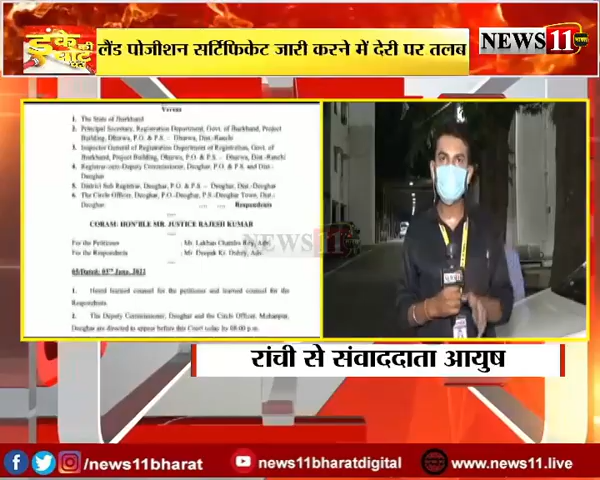 डंके की चोट पर
लैंड पोजीशन सर्टिफिकेट जारी करने में देरी पर तलब
NEWS 11 भारत
Versus
1. The State of Jharkhand
2. Principal Secretary, Registration Department, Govt. of Jharkhand, Project
Building, Dhurwa, P.O. & P.S. - Dhurwa, Dist.-Ranchi
3. Inspector General of Registration Department of Registration, Govt. of
Jharkhand, Project Building, Dhurwa, P.O. & P.S. - Dhurwa, Dist.-Ranchi
4. Registrar-cum-Deputy Commissioner, Deoghar, P.O. & P.S. and Dist.-
Deoghar
5. District Sub Registrar, Deoghar, P.O. & P.S. - Deoghar, Dist.-Deoghar
6. The Circle Officer, Deoghar, P.O.-Deoghar, P.S.-Deoghar Town, Dist.-
Deoghar. .... .... Respondents
CORAM: HON'BLE MR. JUSTICE RAJESH KUMAR
For the Petitioner : Mr. Lakhan Chandra Roy, Adv.
For the Respondents : Mr. Deepak Kr. Dubey, Adv.
NEWS 11
1. Heard learned counsel for the petitioner and learned counsel for the
Respondents.
2. The Deputy Commissioner, Deoghar and the Circle Officer, Mohanpur,
Deoghar are directed to appear before this Court today by 08:00 p.m.
रांची से संवाददाता आयुष
/news11bharat
/news11bharatdigital
www.news11.live